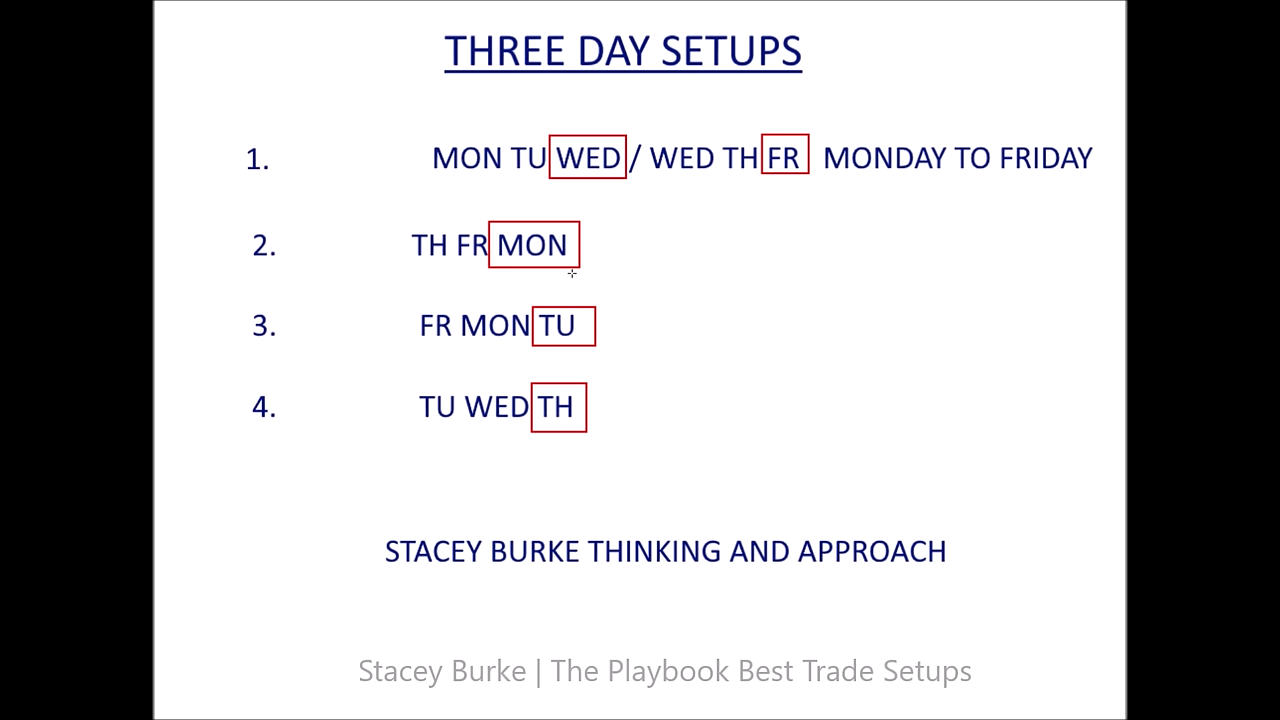 THREE DAY SETUPS
1. MON TU WED / WED TH FR MONDAY TO FRIDAY
2. TH FR MON
3. FR MON TU
4. TU WED TH
STACEY BURKE THINKING AND APPROACH
Stacey Burke | The Playbook Best Trade Setups